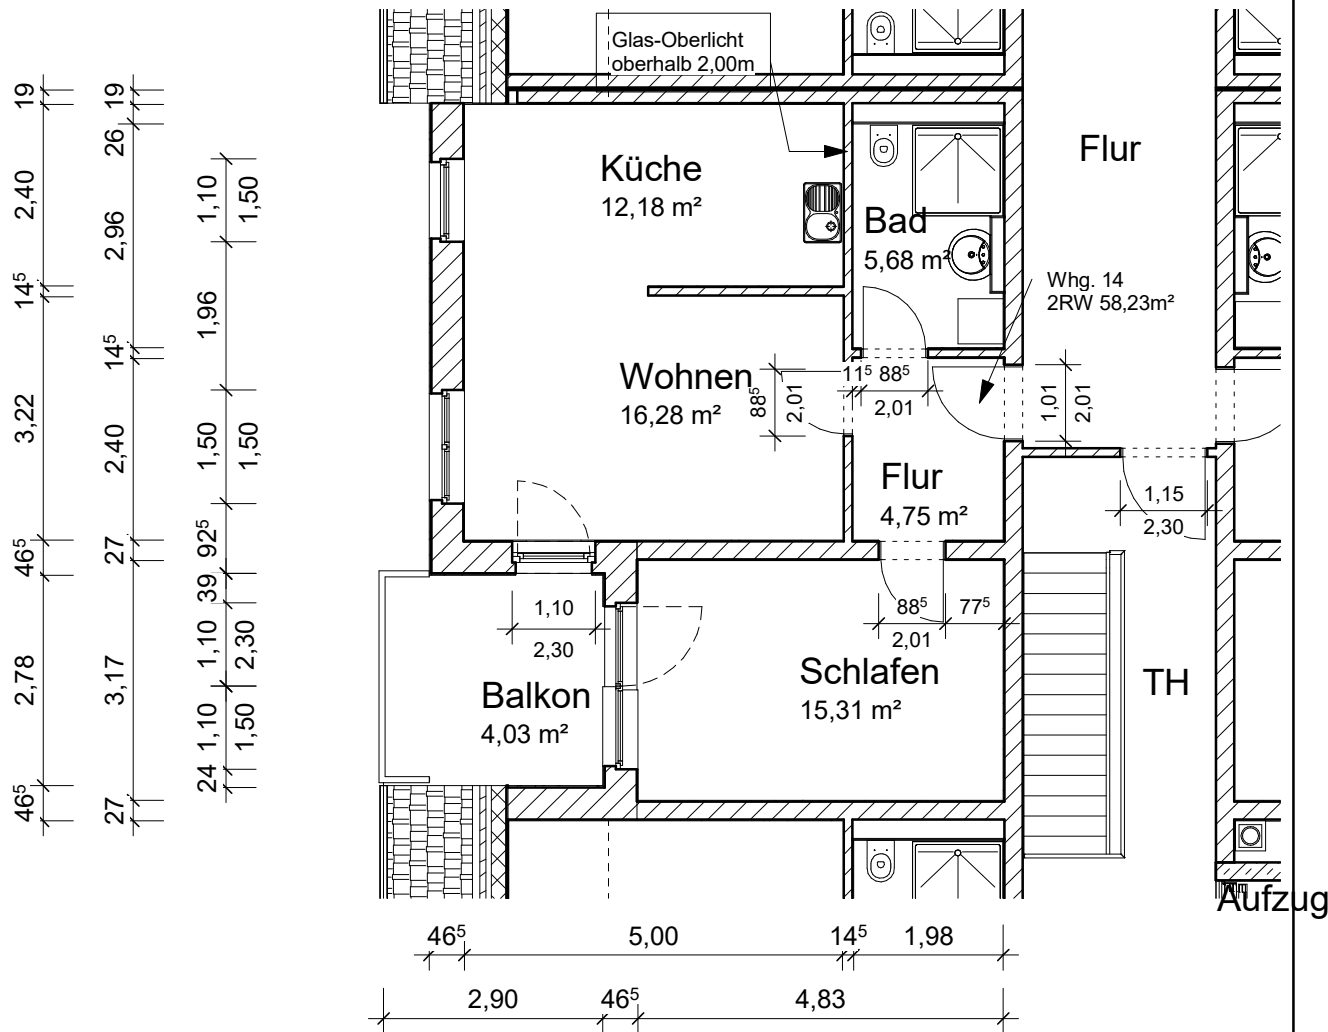 Glas-Oberlicht
oberhalb 2,00m
Küche
12,18 m²
Bad
5,68 m²
Flur
Whg. 14
2RW 58,23m²
Wohnen
16,28 m²
88⁵
2,01
11⁵
88⁵
2,01
1,01
2,01
Flur
4,75 m²
1,15
2,30
1,10
2,30
88⁵
2,01
77⁵
Schlafen
15,31 m²
Balkon
4,03 m²
TH
Aufzug
19
2,40
14⁵
3,22
46⁵
2,78
46⁵
19
26
2,96
14⁵
2,40
27
3,17
27
1,10
1,50
1,96
1,50
1,50
92⁵
39
1,10
2,30
1,10
1,50
24
46⁵
5,00
14⁵
1,98
2,90
46⁵
4,83